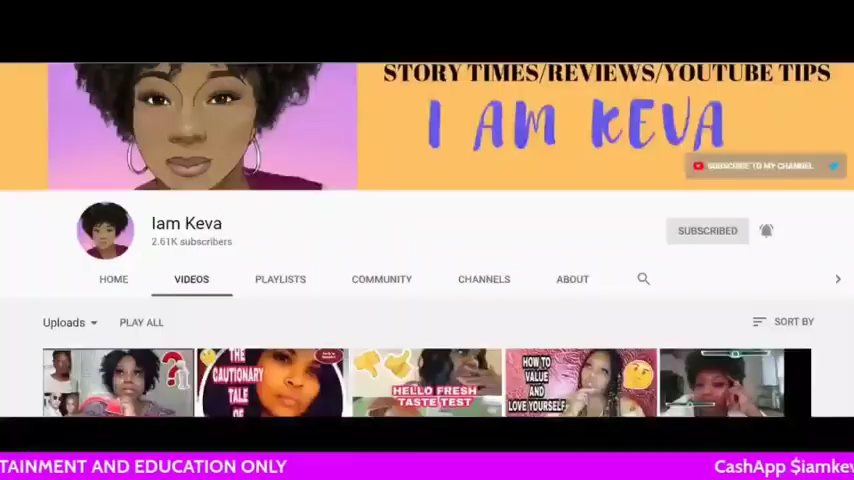 STORY TIMES/REVIEWS/YOUTUBE TIPS
I AM KEVA
SUBSCRIBE TO MY CHANNEL
Iam Keva
2.61K subscribers
SUBSCRIBED
HOME VIDEOS PLAYLISTS COMMUNITY CHANNELS ABOUT
Uploads PLAY ALL SORT BY
THE
CAUTIONARY
TALE
OF
HELLO FRESH
TASTE TEST
HOW TO
VALUE
AND
LOVE YOURSELF
TAINMENT AND EDUCATION ONLY CashApp $iamkev